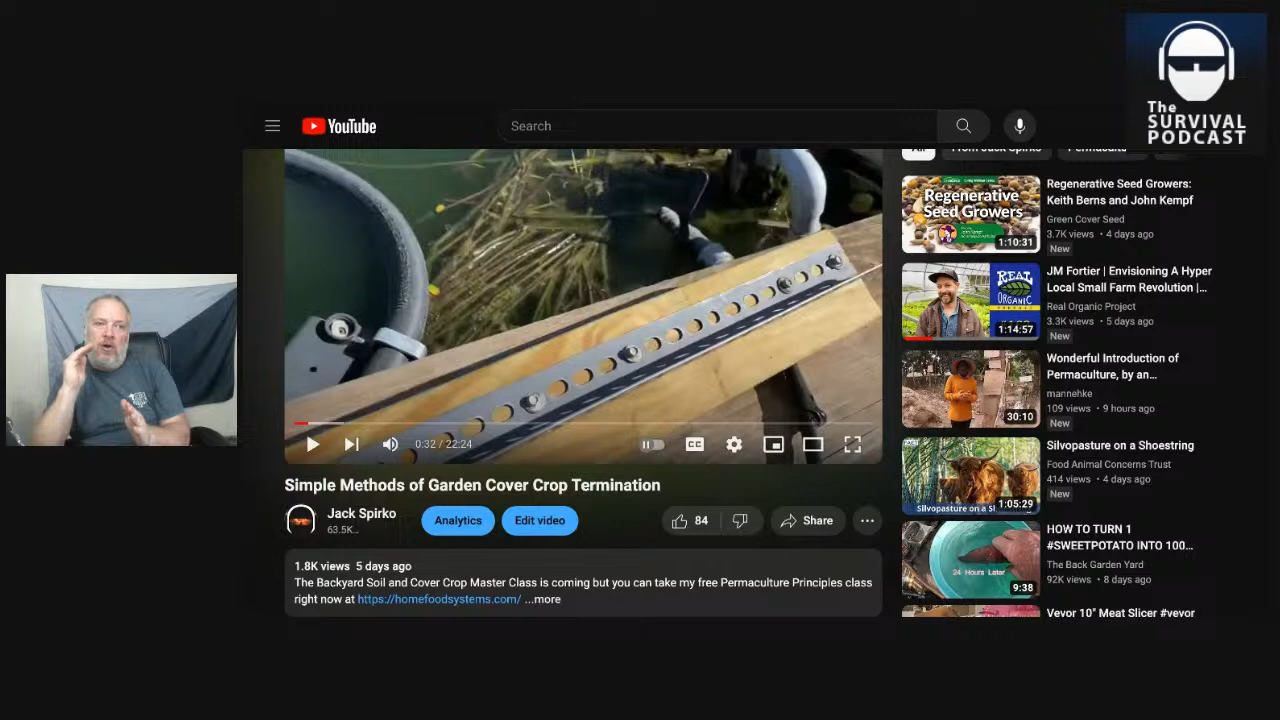 The
SURVIVAL
PODCAST
YouTube
Search
Regenerative
Seed Growers
1:10:31
Regenerative Seed Growers:
Keith Berns and John Kempf
Green Cover Seed
3.7K views • 4 days ago
New
REAL
ORGANIC
1:14:57
JM Fortier | Envisioning A Hyper
Local Small Farm Revolution |...
Real Organic Project
3.3K views • 5 days ago
New
30:10
Wonderful Introduction of
Permaculture, by an...
mannehke
109 views • 9 hours ago
New
Silvopasture on a S
1:05:29
Silvopasture on a Shoestring
Food Animal Concerns Trust
414 views • 4 days ago
New
24 Hours Later
9:38
HOW TO TURN 1
#SWEETPOTATO INTO 100...
The Back Garden Yard
92K views • 8 days ago
Vevor 10" Meat Slicer #vevor
0:32 / 22:24
CC
Simple Methods of Garden Cover Crop Termination
Jack Spirko
63.5K...
Analytics
Edit video
84
Share
1.8K views 5 days ago
The Backyard Soil and Cover Crop Master Class is coming but you can take my free Permaculture Principles class
right now at https://homefoodsystems.com/ ...more